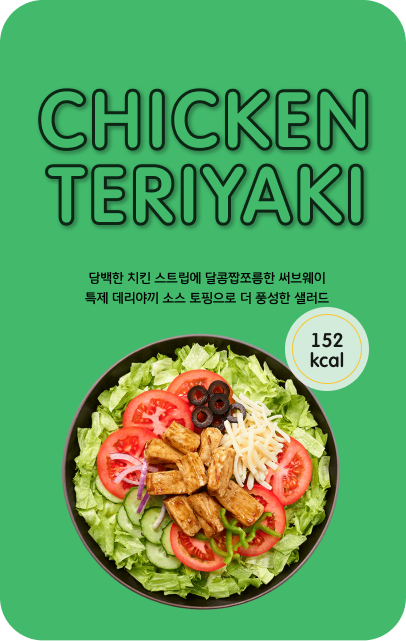 CHICKEN
TERIYAKI
담백한 치킨 스트립에 달콤짭쪼름한 써브웨이
특제 데리야끼 소스 토핑으로 더 풍성한 샐러드
152
kcal